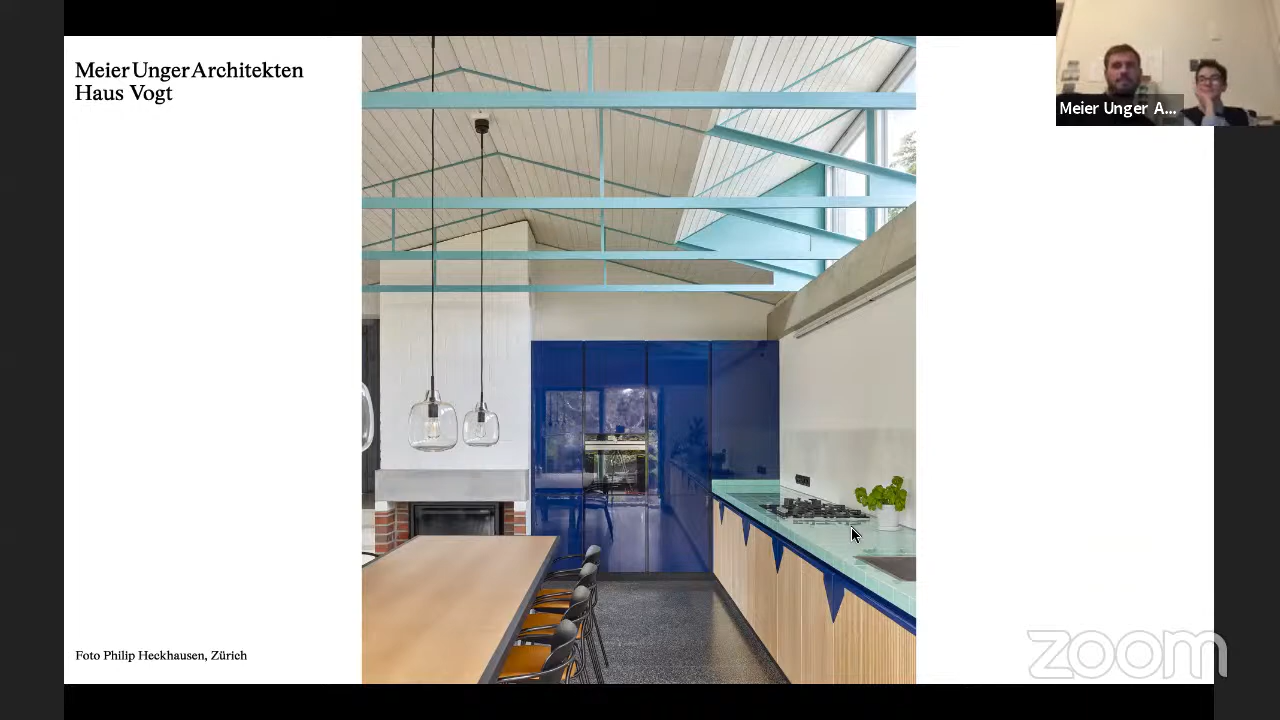 Meier Unger Architekten
Haus Vogt
Meier Unger A...
Foto Philip Heckhausen, Zürich
zoom